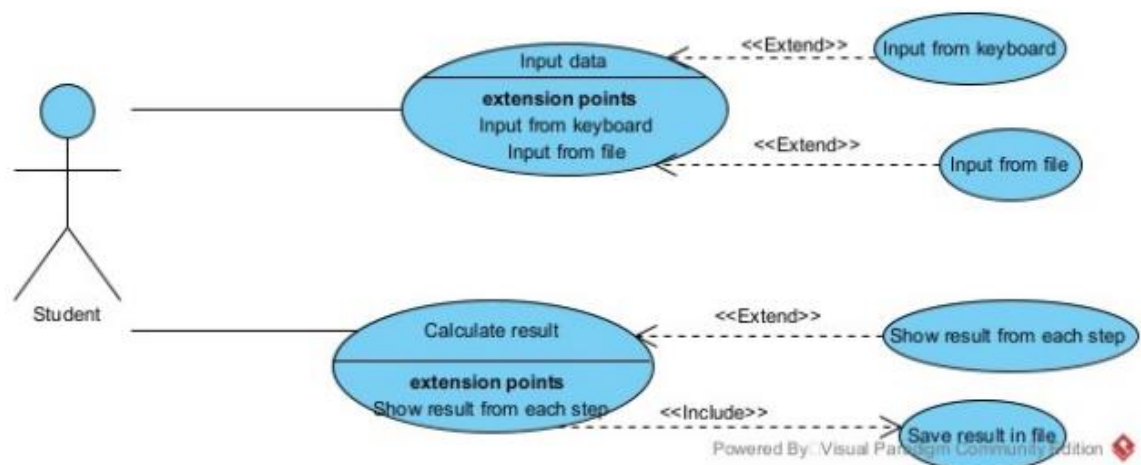 <<Extend>>
Input from keyboard
Input data
extension points
Input from keyboard
Input from file
<<Extend>>
Input from file
Student
<<Extend>>
Show result from each step
Calculate result
extension points
Show result from each step
<<Include>>
Save result in file
Powered By Visual Paradigm Community Edition